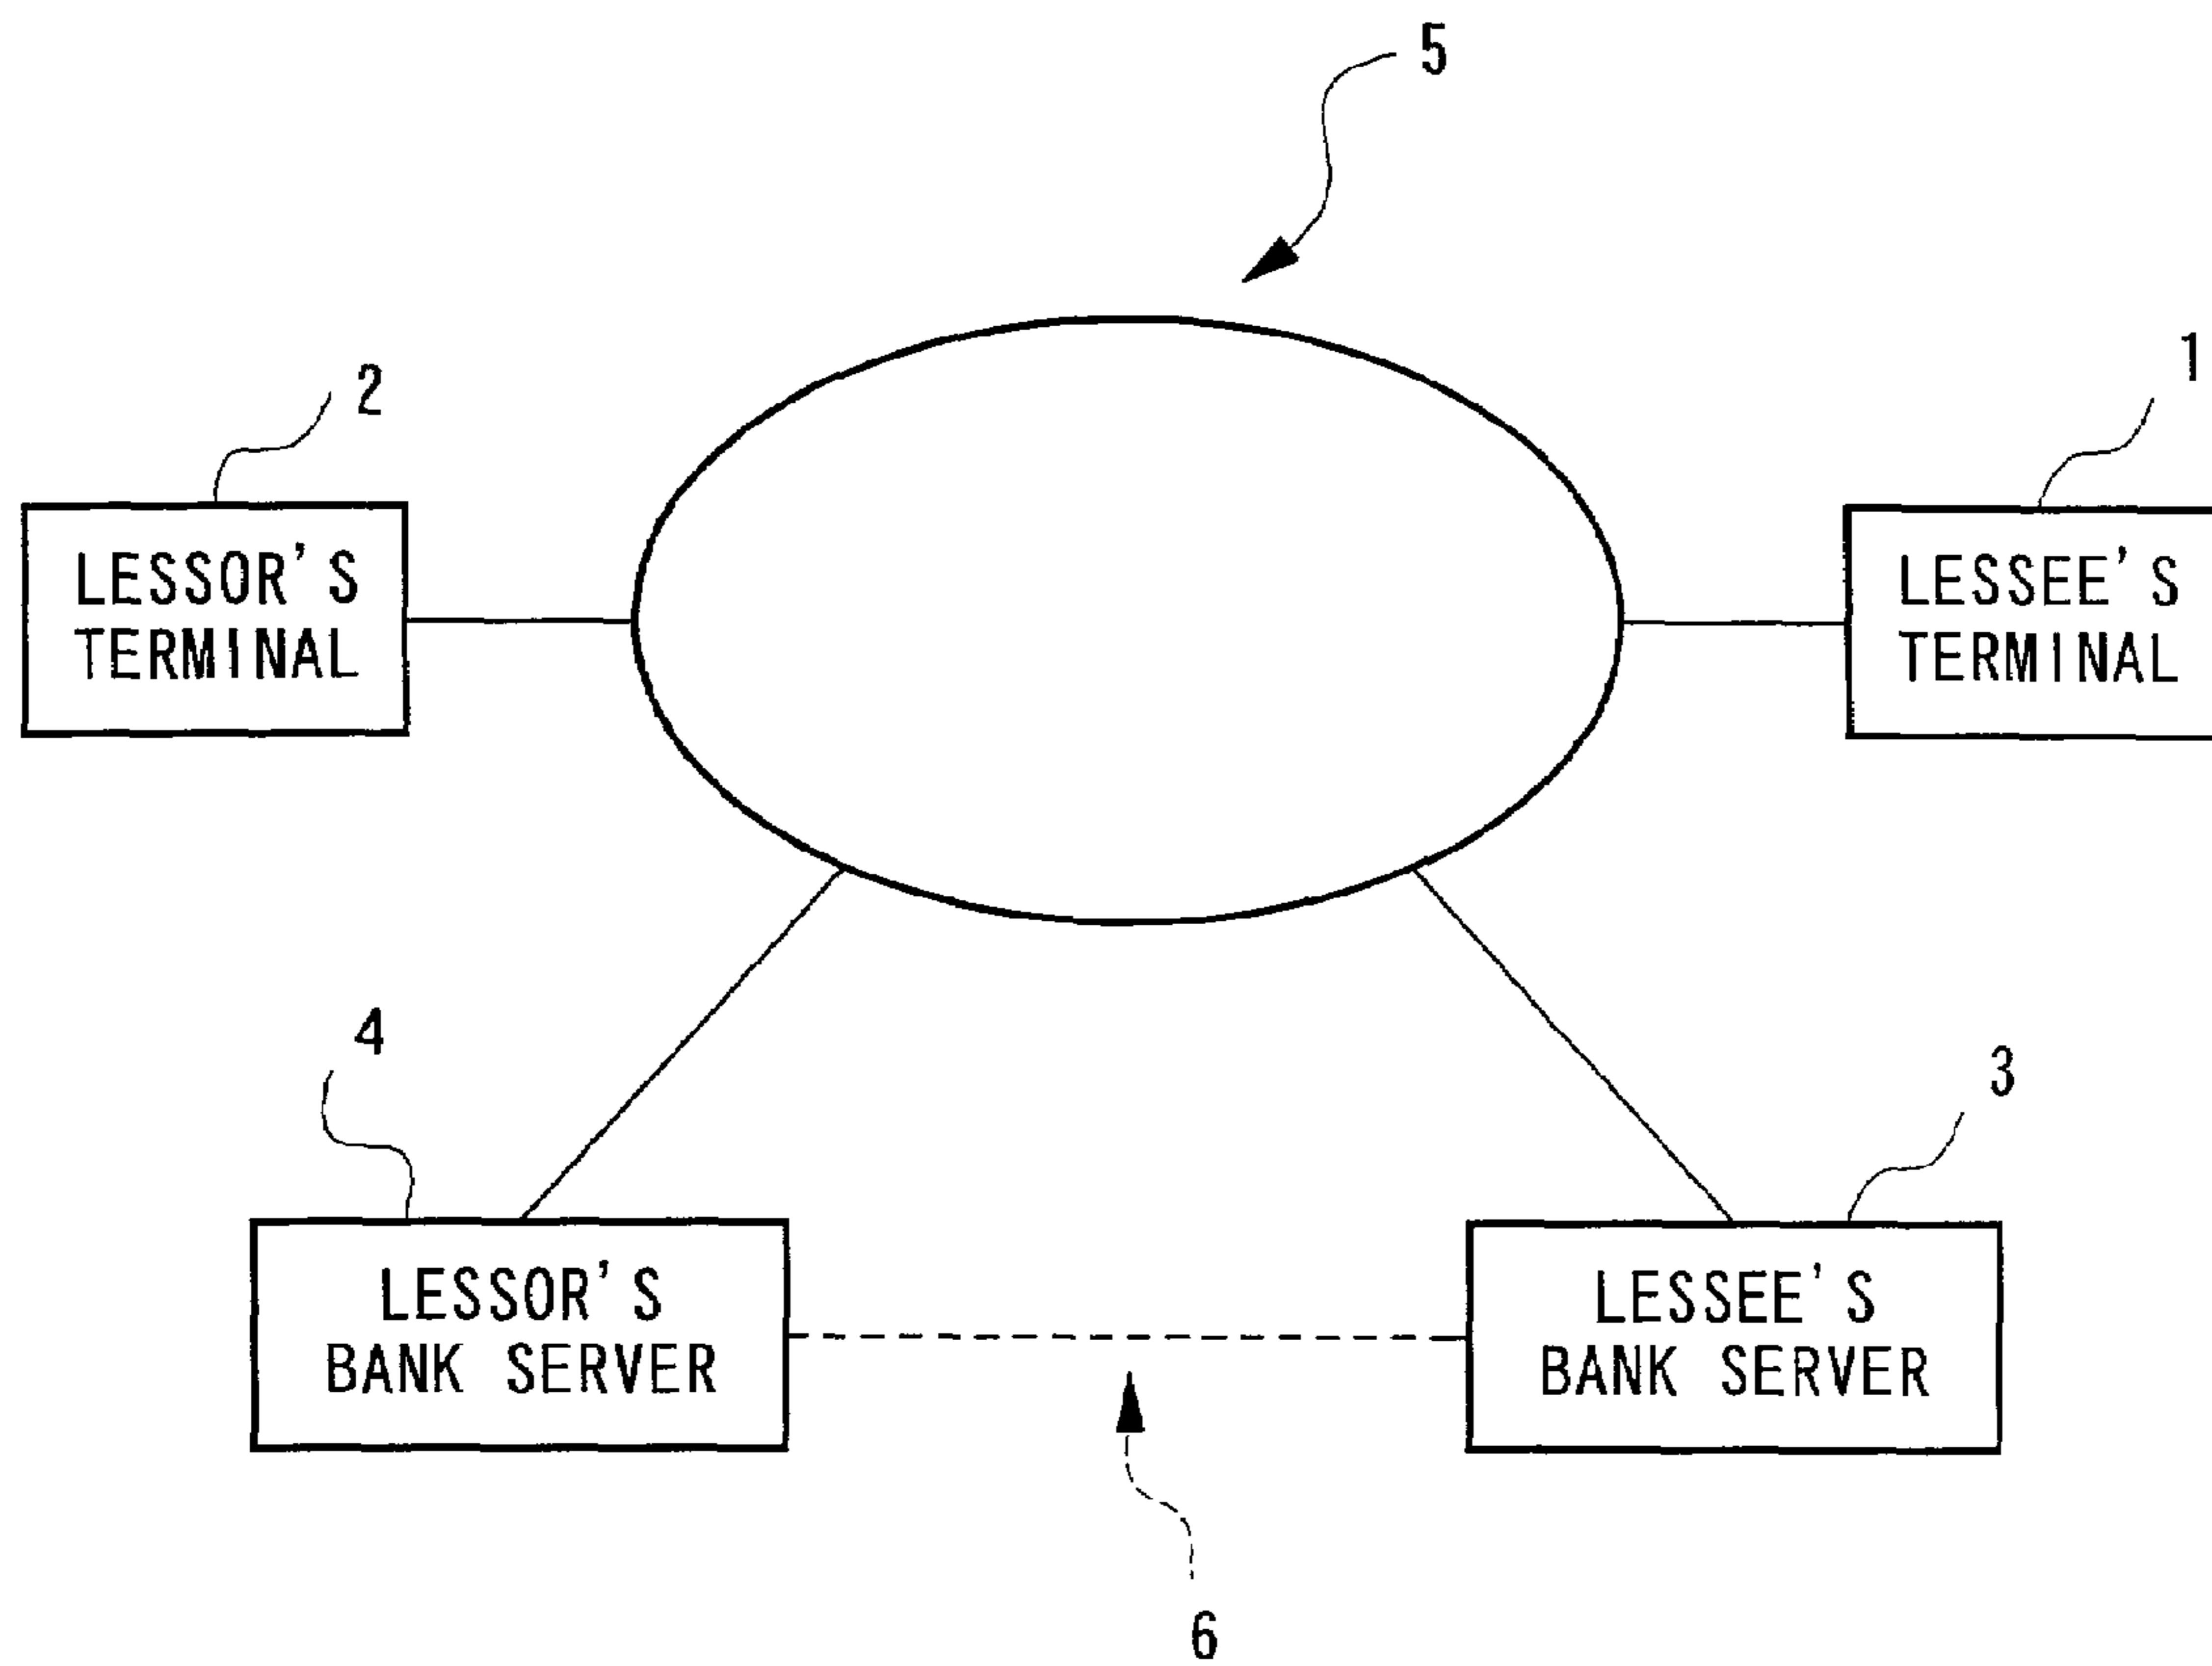 5
2
1
LESSOR'S
TERMINAL
LESSEE'S
TERMINAL
4
3
LESSOR'S
BANK SERVER
LESSEE'S
BANK SERVER
6